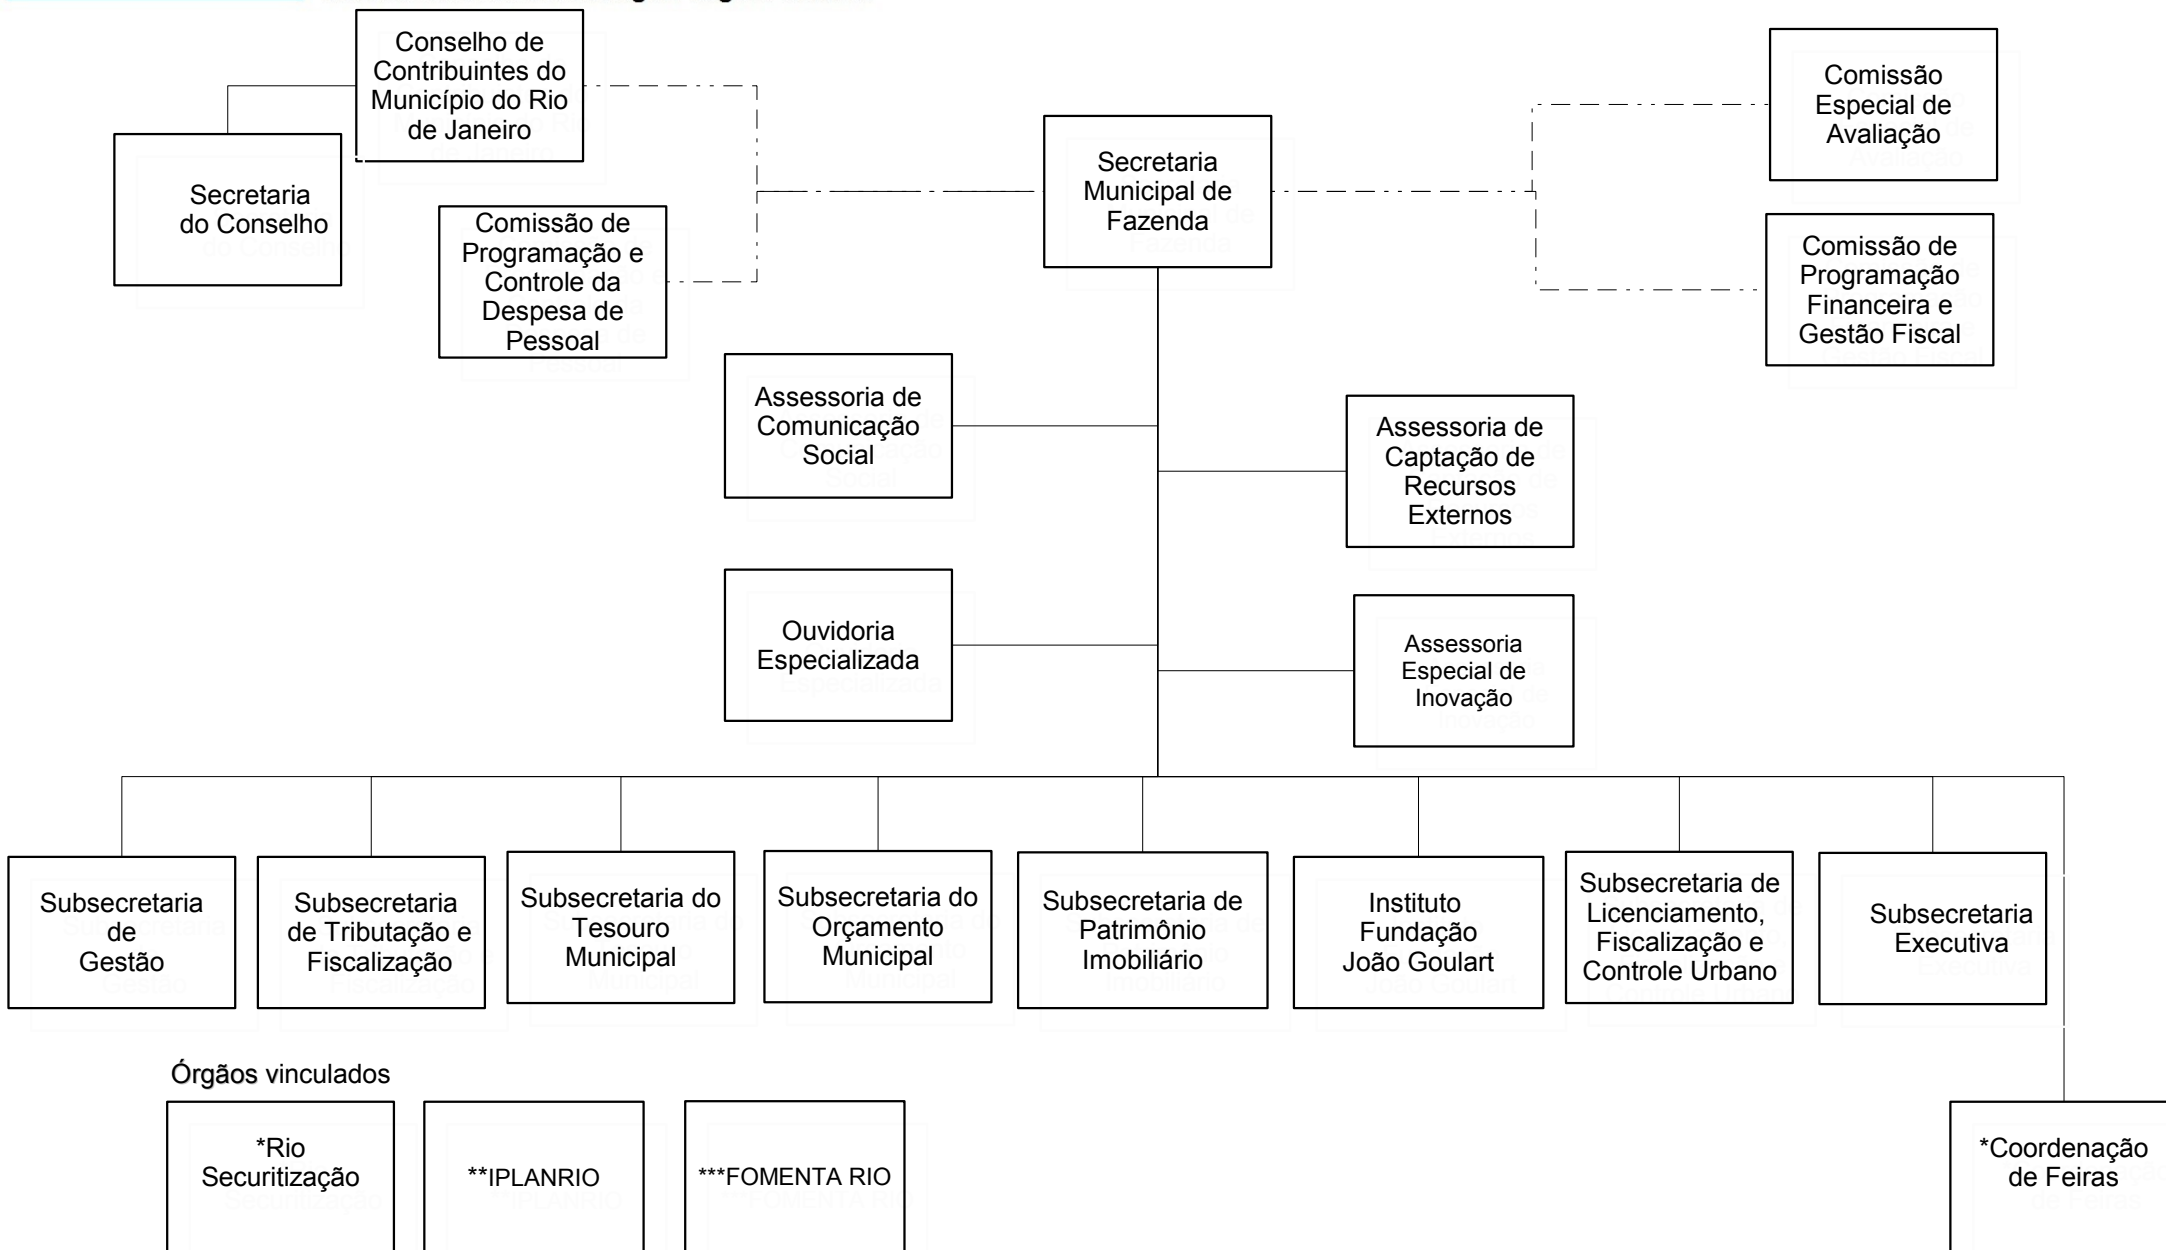 Conselho de
Contribuintes do
Município do Rio
de Janeiro
Comissão
Especial de
Avaliação
Secretaria
Municipal de
Fazenda
Secretaria
do Conselho
Comissão de
Programação e
Controle da
Despesa de
Pessoal
Comissão de
Programação
Financeira e
Gestão Fiscal
Assessoria de
Comunicação
Social
Assessoria de
Captação de
Recursos
Externos
Ouvidoria
Especializada
Assessoria
Especial de
Inovação
Subsecretaria
de
Gestão
Subsecretaria
de Tributação e
Fiscalização
Subsecretaria do
Tesouro
Municipal
Subsecretaria do
Orçamento
Municipal
Subsecretaria de
Patrimônio
Imobiliário
Instituto
Fundação
João Goulart
Subsecretaria de
Licenciamento,
Fiscalização e
Controle Urbano
Subsecretaria
Executiva
Órgãos vinculados
*Rio
Securitização
**IPLANRIO
***FOMENTA RIO
*Coordenação
de Feiras